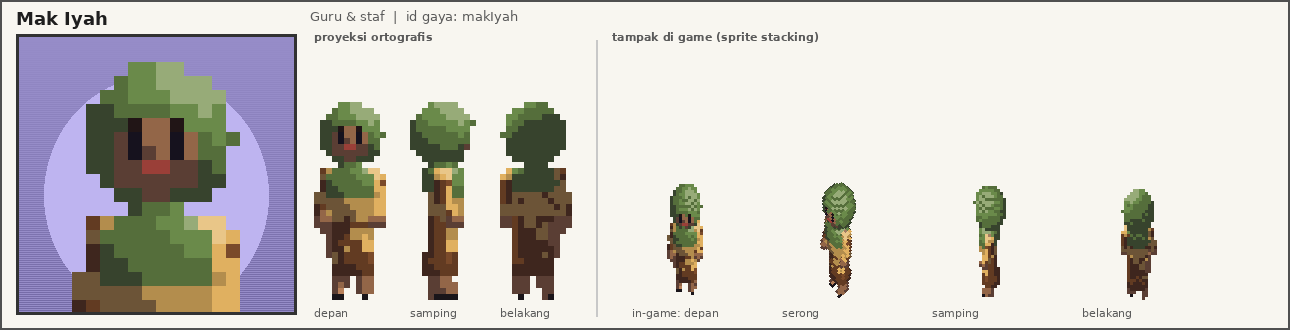 Mak Iyah
Guru & staf | id gaya: makIyah
proyeksi ortografis
tampak di game (sprite stacking)
depan
samping
belakang
in-game: depan
serong
samping
belakang